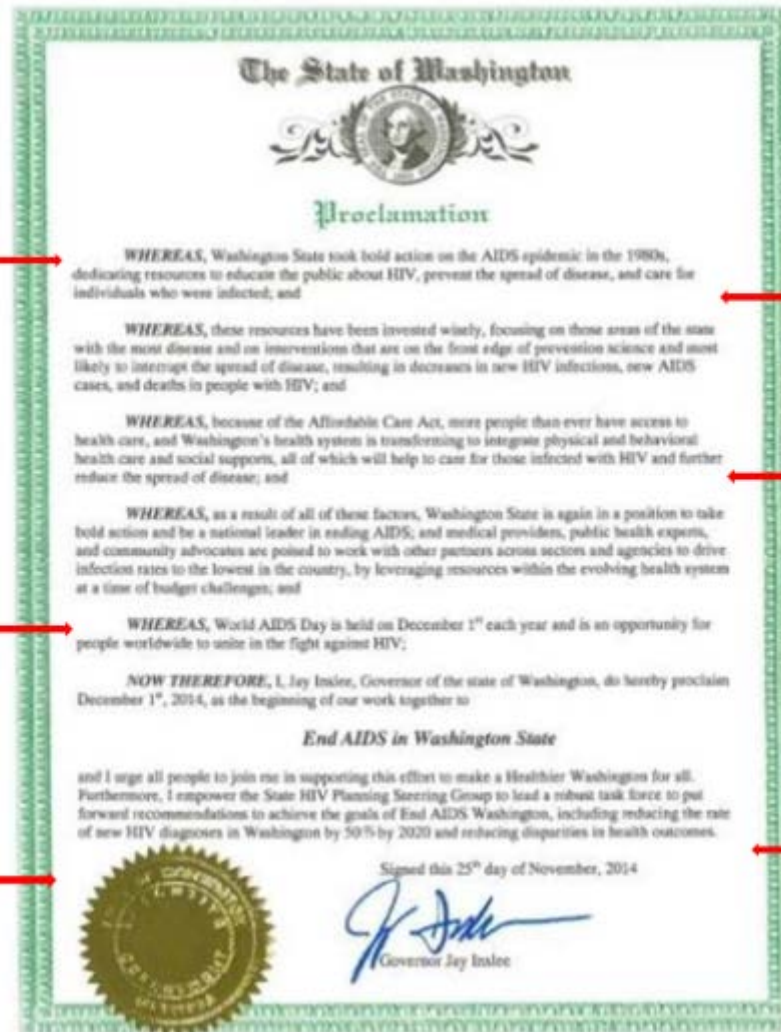 The State of Washington
Proclamation
WHEREAS, Washington State took bold action on the AIDS epidemic in the 1980s,
dedicating resources to educate the public about HIV, prevent the spread of disease, and care for
individuals who were infected; and
WHEREAS, these resources have been invested wisely, focusing on those areas of the state
with the most disease and on interventions that are on the front edge of prevention science and most
likely to interrupt the spread of disease, resulting in decreases in new HIV infections, new AIDS
cases, and deaths in people with HIV; and
WHEREAS, because of the Affordable Care Act, more people than ever have access to
health care, and Washington's health system is transforming to integrate physical and behavioral
health care and social supports, all of which will help to care for those infected with HIV and further
reduce the spread of disease; and
WHEREAS, as a result of all of these factors, Washington State is again in a position to take
bold action and be a national leader in ending AIDS; and medical providers, public health experts,
and community advocates are poised to work with other partners across sectors and agencies to drive
infection rates to the lowest in the country, by leveraging resources within the evolving health system
at a time of budget challenges; and
WHEREAS, World AIDS Day is held on December 1st each year and is an opportunity for
people worldwide to unite in the fight against HIV;
NOW THEREFORE, I, Jay Inslee, Governor of the state of Washington, do hereby proclaim
December 1st, 2014, as the beginning of our work together to
End AIDS in Washington State
and I urge all people to join me in supporting this effort to make a Healthier Washington for all.
Furthermore, I empower the State HIV Planning Steering Group to lead a robust task force to put
forward recommendations to achieve the goals of End AIDS Washington, including reducing the rate
of new HIV diagnoses in Washington by 50% by 2020 and reducing disparities in health outcomes.
Signed this 25th day of November, 2014
Governor Jay Inslee